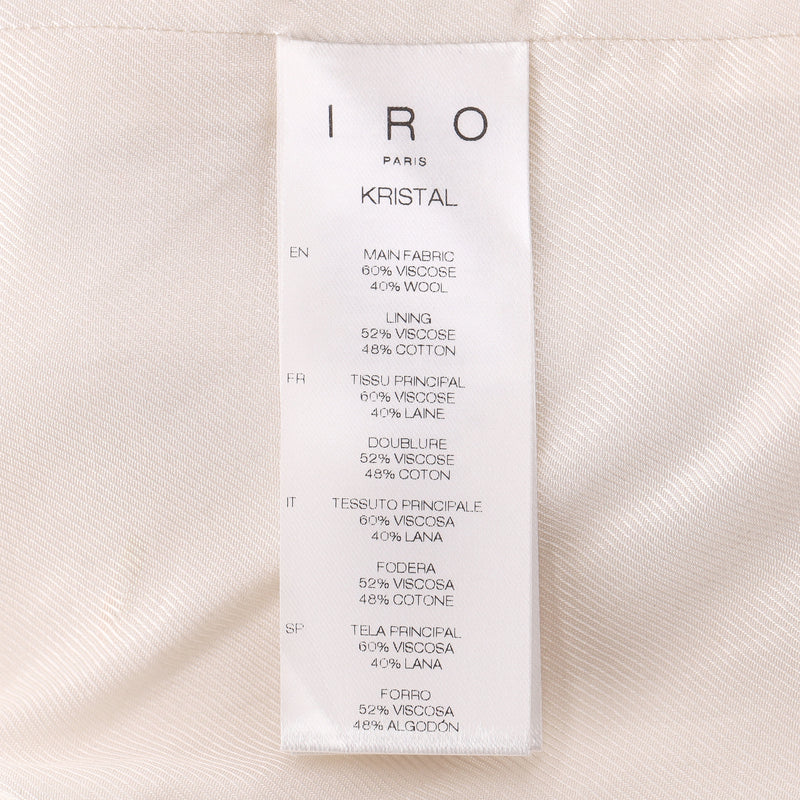 IRO
PARIS
KRISTAL
EN MAIN FABRIC
60% VISCOSE
40% WOOL
LINING
52% VISCOSE
48% COTTON
FR TISSU PRINCIPAL
60% VISCOSE
40% LAINE
DOUBLURE
52% VISCOSE
48% COTON
IT TESSUTO PRINCIPALE
60% VISCOSA
40% LANA
FODERA
52% VISCOSA
48% COTONE
SP TELA PRINCIPAL
60% VISCOSA
40% LANA
FORRO
52% VISCOSA
48% ALGODÓN